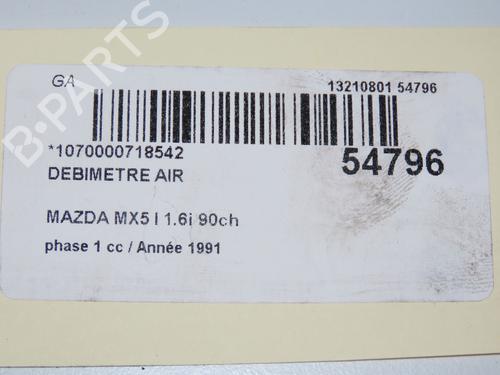 GA
13210801 54796
*1070000718542
54796
DEBIMETRE AIR
MAZDA MX5 I 1.6i 90ch
phase 1 cc / Année 1991
B-PARTS